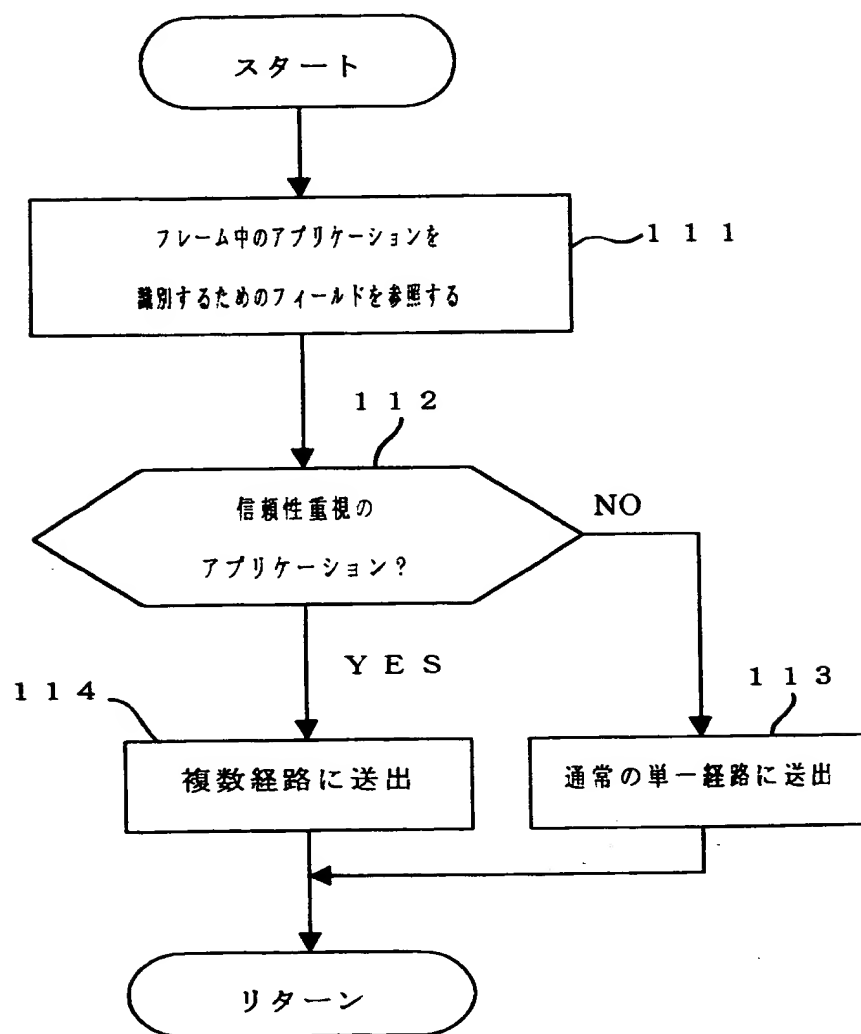 スタート
フレーム中のアプリケーションを
識別するためのフィールドを参照する
111
112
信頼性重視の
アプリケーション?
NO
YES
114
複数経路に送出
113
通常の単一経路に送出
リターン